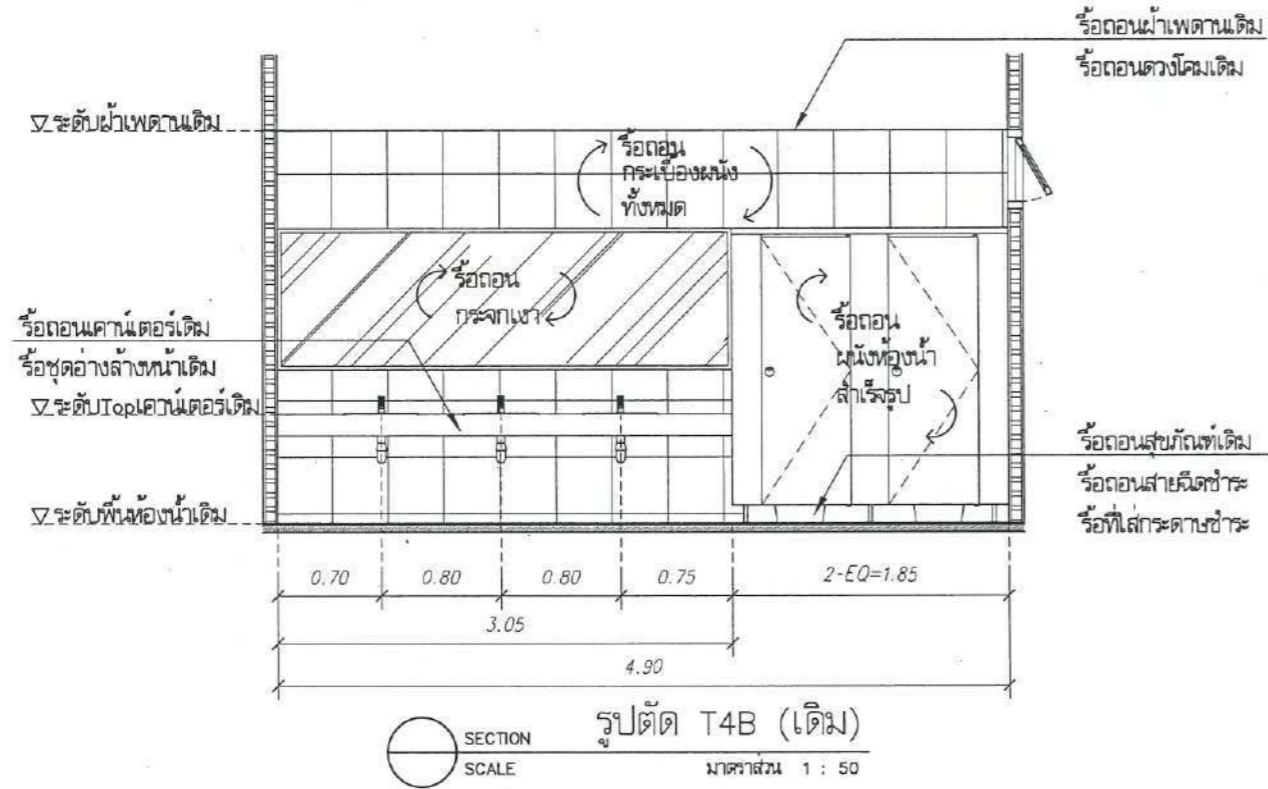 รื้อถอนฝ้าเพดานเดิม
รื้อถอนดวงโคมเดิม
▽ ระดับฝ้าเพดานเดิม
รื้อถอน
กระเบื้องผนัง
ทั้งหมด
รื้อถอน
กระจกเงา
รื้อถอน
ผนังห้องน้ำ
สำเร็จรูป
รื้อถอนเคาน์เตอร์เดิม
รื้อชุดอ่างล้างหน้าเดิม
▽ ระดับTopเคาน์เตอร์เดิม
▽ ระดับพื้นห้องน้ำเดิม
รื้อถอนสุขภัณฑ์เดิม
รื้อถอนสายฉีดชำระ
รื้อที่ใส่กระดาษชำระ
0.70 0.80 0.80 0.75 2-EQ=1.85
3.05
4.90
SECTION รูปตัด T4B (เดิม)
SCALE มาตราส่วน 1 : 50